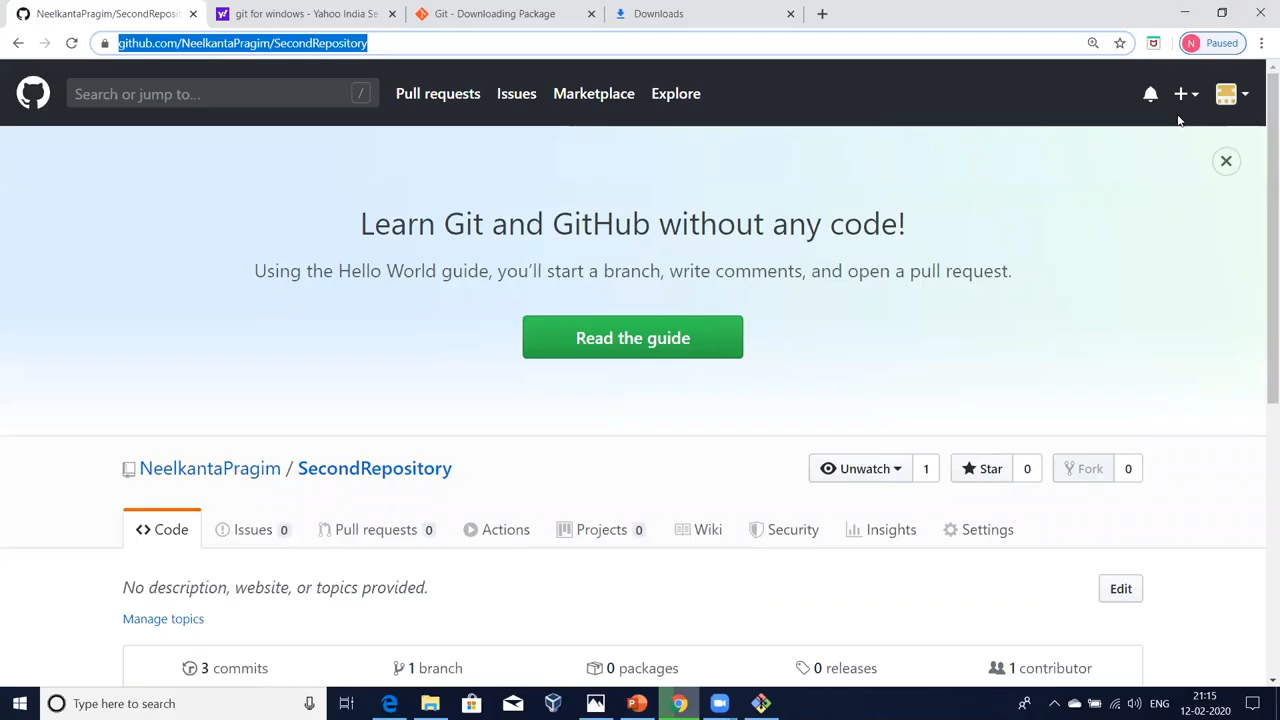 NeelkantaPragim/SecondReposit
git for windows - Yahoo India Se
Git - Downloading Package
Downloads
github.com/NeelkantaPragim/SecondRepository
N Paused
Search or jump to... /
Pull requests Issues Marketplace Explore
Learn Git and GitHub without any code!
Using the Hello World guide, you'll start a branch, write comments, and open a pull request.
Read the guide
NeelkantaPragim / SecondRepository
Unwatch 1 Star 0 Fork 0
Code Issues 0 Pull requests 0 Actions Projects 0 Wiki Security Insights Settings
No description, website, or topics provided.
Edit
Manage topics
3 commits 1 branch 0 packages 0 releases 1 contributor
Type here to search
ENG
21:15
12-02-2020